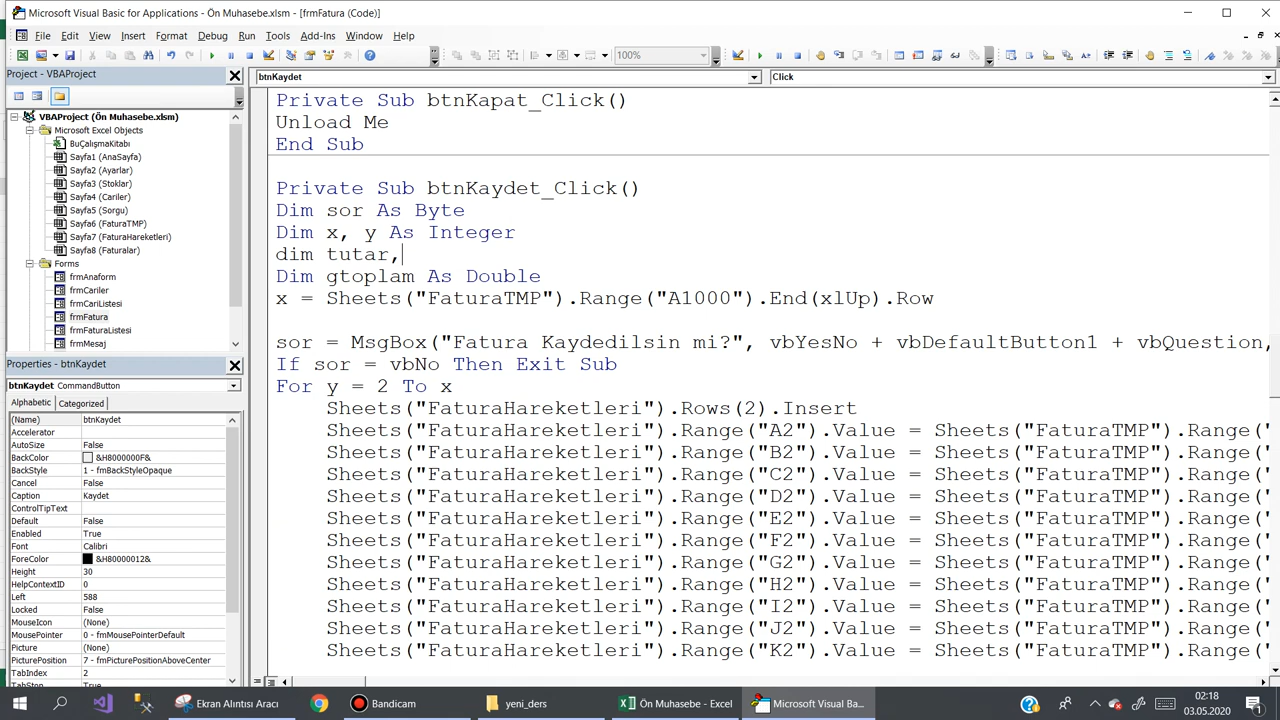 Microsoft Visual Basic for Applications - Ön Muhasebe.xlsm - [frmFatura (Code)]
File Edit View Insert Format Debug Run Tools Add-Ins Window Help
100%
Project - VBAProject
VBAProject (Ön Muhasebe.xlsm)
Microsoft Excel Objects
BuÇalışmaKitabı
Sayfa1 (AnaSayfa)
Sayfa2 (Ayarlar)
Sayfa3 (Stoklar)
Sayfa4 (Cariler)
Sayfa5 (Sorgu)
Sayfa6 (FaturaTMP)
Sayfa7 (FaturaHareketleri)
Sayfa8 (Faturalar)
Forms
frmAnaform
frmCariler
frmCariListesi
frmFatura
frmFaturaListesi
frmMesaj
Properties - btnKaydet
btnKaydet CommandButton
Alphabetic Categorized
(Name) btnKaydet
Accelerator
AutoSize False
BackColor &H8000000F&
BackStyle 1 - fmBackStyleOpaque
Cancel False
Caption Kaydet
ControlTipText
Default False
Enabled True
Font Calibri
ForeColor &H80000012&
Height 30
HelpContextID 0
Left 588
Locked False
MouseIcon (None)
MousePointer 0 - fmMousePointerDefault
Picture (None)
PicturePosition 7 - fmPicturePositionAboveCenter
TabIndex 2
TabStop True
btnKaydet Click
Private Sub btnKapat_Click()
Unload Me
End Sub
Private Sub btnKaydet_Click()
Dim sor As Byte
Dim x, y As Integer
dim tutar,
Dim gtoplam As Double
x = Sheets("FaturaTMP").Range("A1000").End(xlUp).Row
sor = MsgBox("Fatura Kaydedilsin mi?", vbYesNo + vbDefaultButton1 + vbQuestion,
If sor = vbNo Then Exit Sub
For y = 2 To x
Sheets("FaturaHareketleri").Rows(2).Insert
Sheets("FaturaHareketleri").Range("A2").Value = Sheets("FaturaTMP").Range("
Sheets("FaturaHareketleri").Range("B2").Value = Sheets("FaturaTMP").Range("
Sheets("FaturaHareketleri").Range("C2").Value = Sheets("FaturaTMP").Range("
Sheets("FaturaHareketleri").Range("D2").Value = Sheets("FaturaTMP").Range("
Sheets("FaturaHareketleri").Range("E2").Value = Sheets("FaturaTMP").Range("
Sheets("FaturaHareketleri").Range("F2").Value = Sheets("FaturaTMP").Range("
Sheets("FaturaHareketleri").Range("G2").Value = Sheets("FaturaTMP").Range("
Sheets("FaturaHareketleri").Range("H2").Value = Sheets("FaturaTMP").Range("
Sheets("FaturaHareketleri").Range("I2").Value = Sheets("FaturaTMP").Range("
Sheets("FaturaHareketleri").Range("J2").Value = Sheets("FaturaTMP").Range("
Sheets("FaturaHareketleri").Range("K2").Value = Sheets("FaturaTMP").Range("
Ekran Alıntısı Aracı Bandicam yeni_ders Ön Muhasebe - Excel Microsoft Visual Ba...
02:18
03.05.2020